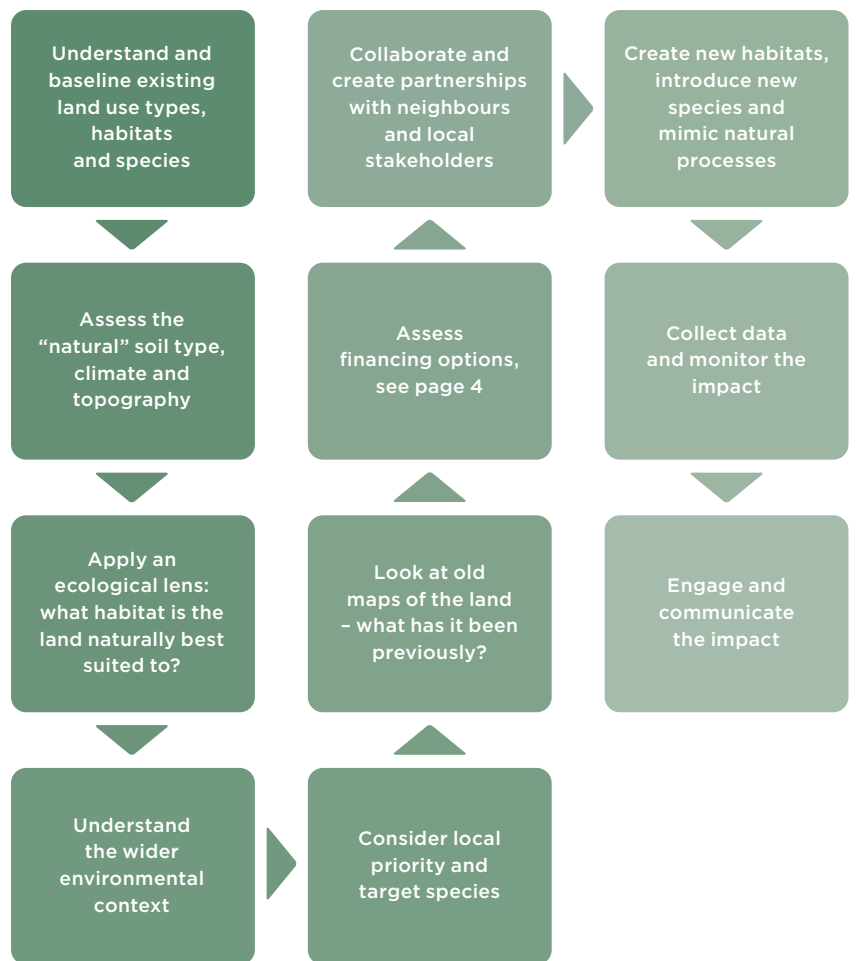 Understand and
baseline existing
land use types,
habitats
and species
Assess the
“natural” soil type,
climate and
topography
Apply an
ecological lens:
what habitat is the
land naturally best
suited to?
Understand
the wider
environmental
context
Consider local
priority and
target species
Look at old
maps of the land
– what has it been
previously?
Assess
financing options,
see page 4
Collaborate and
create partnerships
with neighbours
and local
stakeholders
Create new habitats,
introduce new
species and
mimic natural
processes
Collect data
and monitor the
impact
Engage and
communicate
the impact